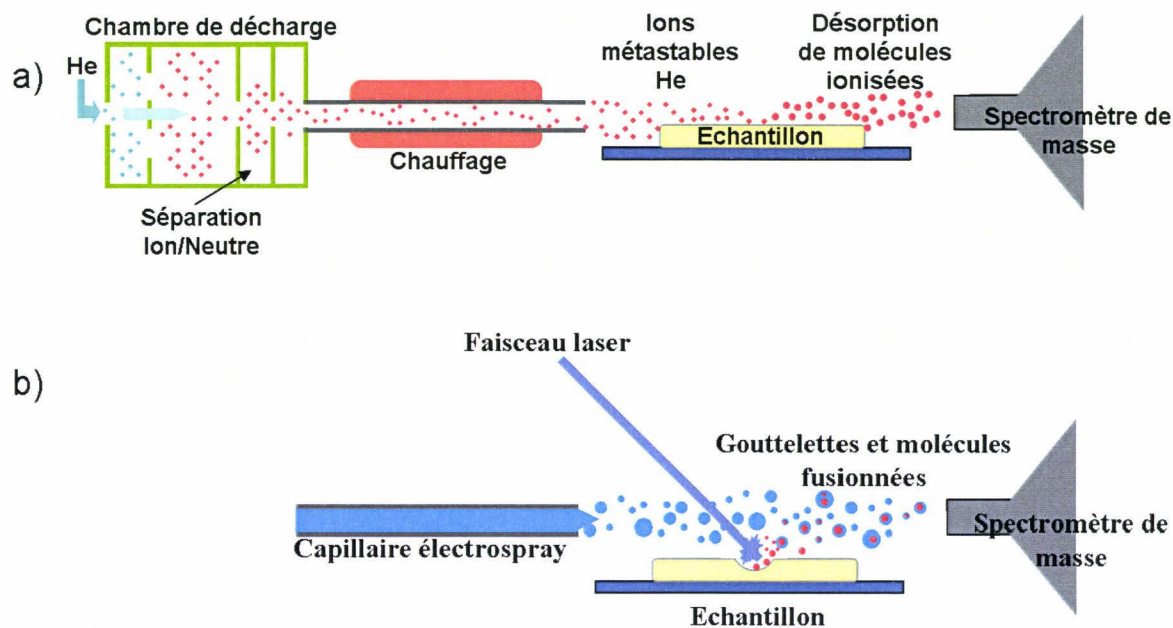 a)
Chambre de décharge
He
Séparation
Ion/Neutre
Chauffage
Ions
métastables
He
Désorption
de molécules
ionisées
Echantillon
Spectromètre de
masse
b)
Faisceau laser
Capillaire électrospray
Gouttelettes et molécules
fusionnées
Echantillon
Spectromètre de
masse